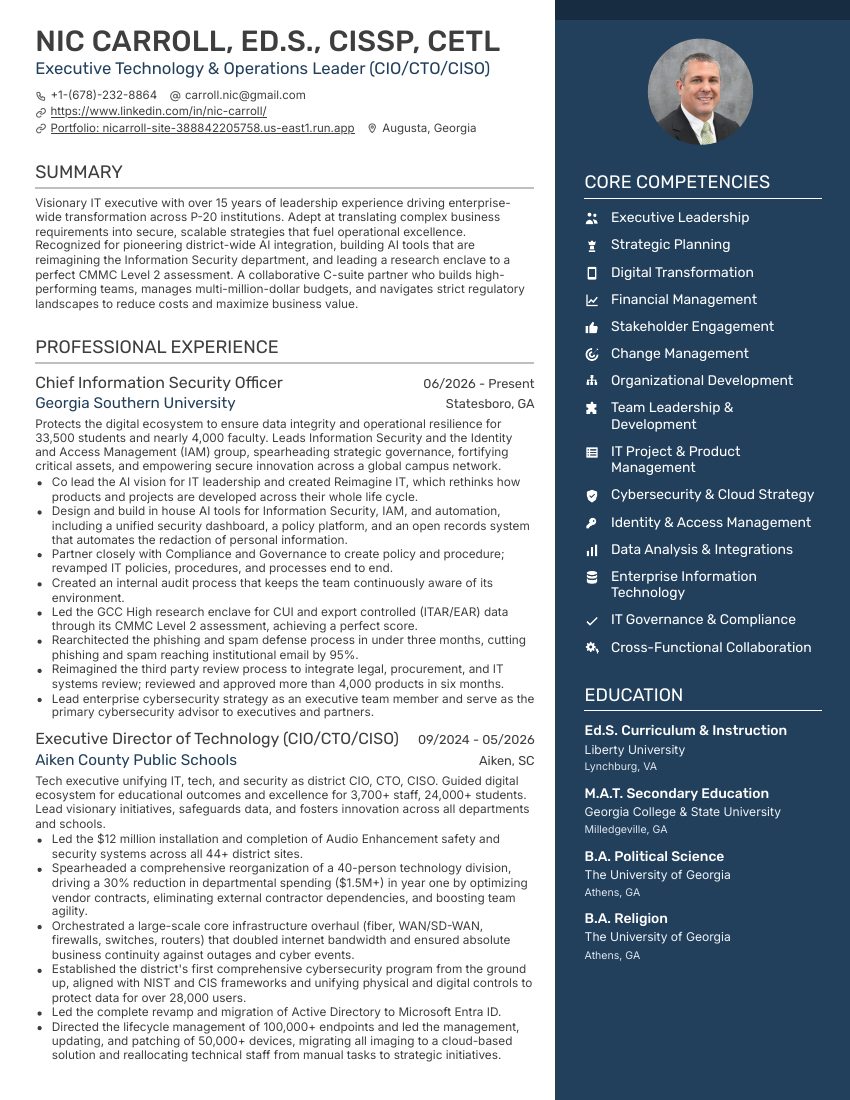 NIC CARROLL, ED.S., CISSP, CETL
Executive Technology & Operations Leader (CIO/CTO/CISO)
+1-(678)-232-8864 carroll.nic@gmail.com
https://www.linkedin.com/in/nic-carroll/
Portfolio: nicarroll-site-388842205758.us-east1.run.app Augusta, Georgia
SUMMARY
Visionary IT executive with over 15 years of leadership experience driving enterprise-
wide transformation across P-20 institutions. Adept at translating complex business
requirements into secure, scalable strategies that fuel operational excellence.
Recognized for pioneering district-wide AI integration, building AI tools that are
reimagining the Information Security department, and leading a research enclave to a
perfect CMMC Level 2 assessment. A collaborative C-suite partner who builds high-
performing teams, manages multi-million-dollar budgets, and navigates strict regulatory
landscapes to reduce costs and maximize business value.
PROFESSIONAL EXPERIENCE
Chief Information Security Officer 06/2026 - Present
Georgia Southern University Statesboro, GA
Protects the digital ecosystem to ensure data integrity and operational resilience for
33,500 students and nearly 4,000 faculty. Leads Information Security and the Identity
and Access Management (IAM) group, spearheading strategic governance, fortifying
critical assets, and empowering secure innovation across a global campus network.
• Co lead the AI vision for IT leadership and created Reimagine IT, which rethinks how
products and projects are developed across their whole life cycle.
• Design and build in house AI tools for Information Security, IAM, and automation,
including a unified security dashboard, a policy platform, and an open records system
that automates the redaction of personal information.
• Partner closely with Compliance and Governance to create policy and procedure;
revamped IT policies, procedures, and processes end to end.
• Created an internal audit process that keeps the team continuously aware of its
environment.
• Led the GCC High research enclave for CUI and export controlled (ITAR/EAR) data
through its CMMC Level 2 assessment, achieving a perfect score.
• Rearchitected the phishing and spam defense process in under three months, cutting
phishing and spam reaching institutional email by 95%.
• Reimagined the third party review process to integrate legal, procurement, and IT
systems review; reviewed and approved more than 4,000 products in six months.
• Lead enterprise cybersecurity strategy as an executive team member and serve as the
primary cybersecurity advisor to executives and partners.
Executive Director of Technology (CIO/CTO/CISO) 09/2024 - 05/2026
Aiken County Public Schools Aiken, SC
Tech executive unifying IT, tech, and security as district CIO, CTO, CISO. Guided digital
ecosystem for educational outcomes and excellence for 3,700+ staff, 24,000+ students.
Lead visionary initiatives, safeguards data, and fosters innovation across all departments
and schools.
• Led the $12 million installation and completion of Audio Enhancement safety and
security systems across all 44+ district sites.
• Spearheaded a comprehensive reorganization of a 40-person technology division,
driving a 30% reduction in departmental spending ($1.5M+) in year one by optimizing
vendor contracts, eliminating external contractor dependencies, and boosting team
agility.
• Orchestrated a large-scale core infrastructure overhaul (fiber, WAN/SD-WAN,
firewalls, switches, routers) that doubled internet bandwidth and ensured absolute
business continuity against outages and cyber events.
• Established the district's first comprehensive cybersecurity program from the ground
up, aligned with NIST and CIS frameworks and unifying physical and digital controls to
protect data for over 28,000 users.
• Led the complete revamp and migration of Active Directory to Microsoft Entra ID.
• Directed the lifecycle management of 100,000+ endpoints and led the management,
updating, and patching of 50,000+ devices, migrating all imaging to a cloud-based
solution and reallocating technical staff from manual tasks to strategic initiatives.
CORE COMPETENCIES
Executive Leadership
Strategic Planning
Digital Transformation
Financial Management
Stakeholder Engagement
Change Management
Organizational Development
Team Leadership &
Development
IT Project & Product
Management
Cybersecurity & Cloud Strategy
Identity & Access Management
Data Analysis & Integrations
Enterprise Information
Technology
IT Governance & Compliance
Cross-Functional Collaboration
EDUCATION
Ed.S. Curriculum & Instruction
Liberty University
Lynchburg, VA
M.A.T. Secondary Education
Georgia College & State University
Milledgeville, GA
B.A. Political Science
The University of Georgia
Athens, GA
B.A. Religion
The University of Georgia
Athens, GA